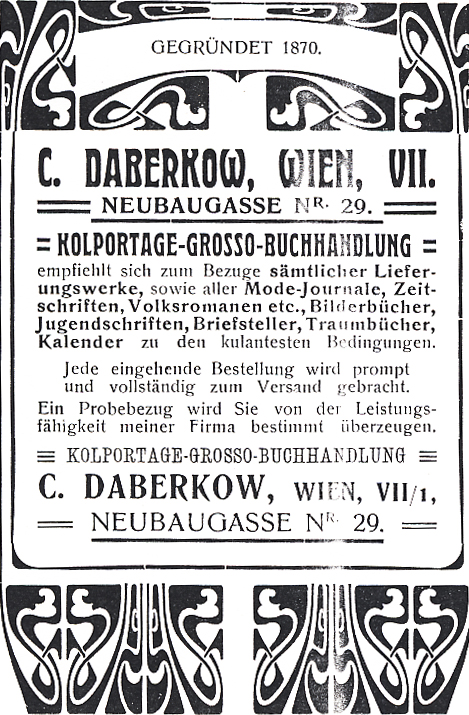 GEGRÜNDET 1870.
C. DABERKOW, WIEN, VII.
NEUBAUGASSE NR. 29.
= KOLPORTAGE-GROSSO-BUCHHANDLUNG =
empfiehlt sich zum Bezuge sämtlicher Liefer-
ungswerke, sowie aller Mode-Journale, Zeit-
schriften, Volksromanen etc., Bilderbücher,
Jugendschriften, Briefsteller, Traumbücher,
Kalender zu den kulantesten Bedingungen.
Jede eingehende Bestellung wird prompt
und vollständig zum Versand gebracht.
Ein Probebezug wird Sie von der Leistungs-
fähigkeit meiner Firma bestimmt überzeugen.
≡ KOLPORTAGE-GROSSO-BUCHHANDLUNG ≡
C. DABERKOW, WIEN, VII/1,
NEUBAUGASSE NR. 29.